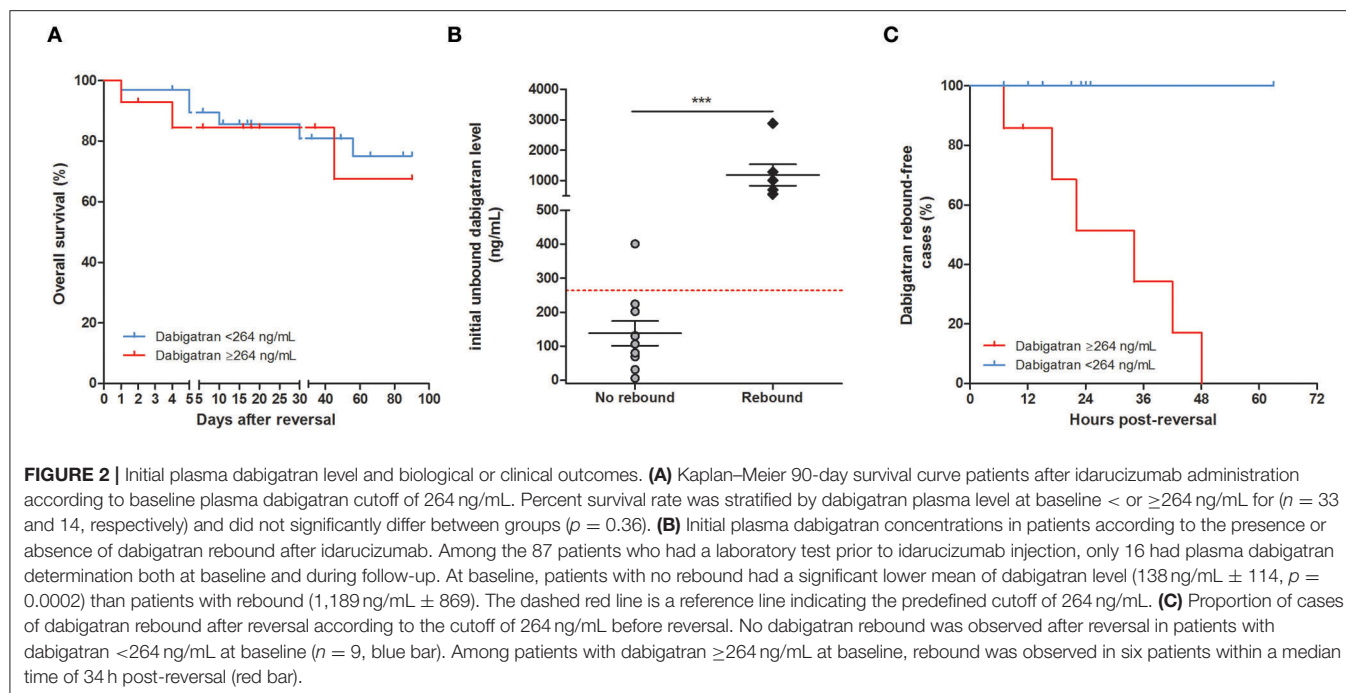 A
B
C
100
80
60
40
20
0
Overall survival (%)
Dabigatran <264 ng/mL
Dabigatran ≥264 ng/mL
0 1 2 3 4 5 5 10 15 20 25 30 40 60 80 100
Days after reversal
4000
3000
2000
1000
500
400
300
200
100
0
initial unbound dabigatran level
(ng/mL)
***
No rebound
Rebound
100
80
60
40
20
0
Dabigatran rebound-free
cases (%)
Dabigatran ≥264 ng/mL
Dabigatran <264 ng/mL
0 12 24 36 48 60 72
Hours post-reversal
FIGURE 2 | Initial plasma dabigatran level and biological or clinical outcomes. (A) Kaplan–Meier 90-day survival curve patients after idarucizumab administration
according to baseline plasma dabigatran cutoff of 264 ng/mL. Percent survival rate was stratified by dabigatran plasma level at baseline < or ≥264 ng/mL for (n = 33
and 14, respectively) and did not significantly differ between groups (p = 0.36). (B) Initial plasma dabigatran concentrations in patients according to the presence or
absence of dabigatran rebound after idarucizumab. Among the 87 patients who had a laboratory test prior to idarucizumab injection, only 16 had plasma dabigatran
determination both at baseline and during follow-up. At baseline, patients with no rebound had a significant lower mean of dabigatran level (138 ng/mL ± 114, p =
0.0002) than patients with rebound (1,189 ng/mL ± 869). The dashed red line is a reference line indicating the predefined cutoff of 264 ng/mL. (C) Proportion of cases
of dabigatran rebound after reversal according to the cutoff of 264 ng/mL before reversal. No dabigatran rebound was observed after reversal in patients with
dabigatran <264 ng/mL at baseline (n = 9, blue bar). Among patients with dabigatran ≥264 ng/mL at baseline, rebound was observed in six patients within a median
time of 34 h post-reversal (red bar).